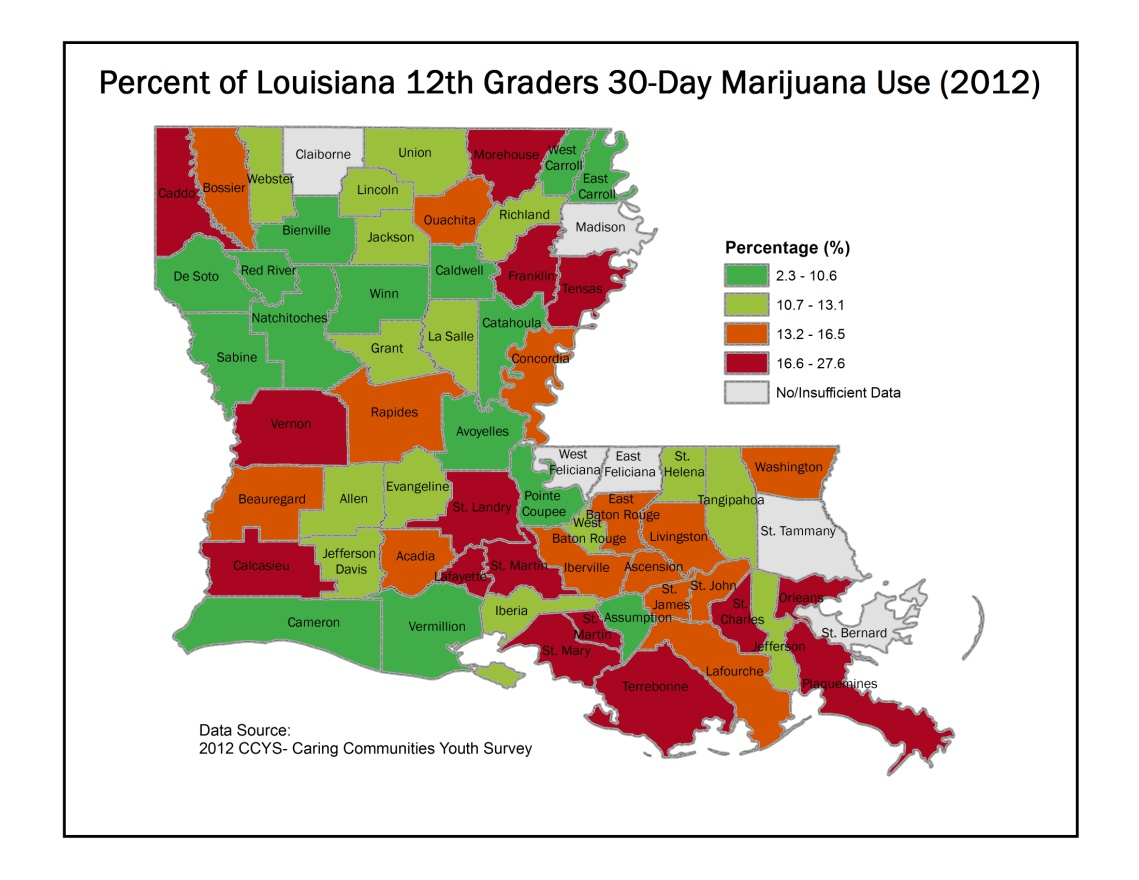 Percent of Louisiana 12th Graders 30-Day Marijuana Use (2012)
Caddo
Bossier
Webster
Claiborne
Union
Lincoln
Morehouse
West
Carroll
East
Carroll
Ouachita
Richland
Madison
Bienville
Jackson
De Soto
Red River
Caldwell
Franklin
Tensas
Winn
Natchitoches
Catahoula
La Salle
Grant
Sabine
Concordia
Rapides
Vernon
Avoyelles
Percentage (%)
2.3 - 10.6
10.7 - 13.1
13.2 - 16.5
16.6 - 27.6
No/Insufficient Data
West
Feliciana
East
Feliciana
St.
Helena
Washington
Tangipahoa
Beauregard
Allen
Evangeline
St. Landry
Pointe
Coupee
East
Baton Rouge
West
Baton Rouge
Livingston
St. Tammany
Calcasieu
Jefferson
Davis
Acadia
Lafayette
St. Martin
Iberville
Ascension
St.
James
St. John
St.
Charles
Orleans
Iberia
St.
Martin
Assumption
St. Bernard
Cameron
Vermillion
St. Mary
Jefferson
Lafourche
Terrebonne
Plaquemines
Data Source:
2012 CCYS- Caring Communities Youth Survey